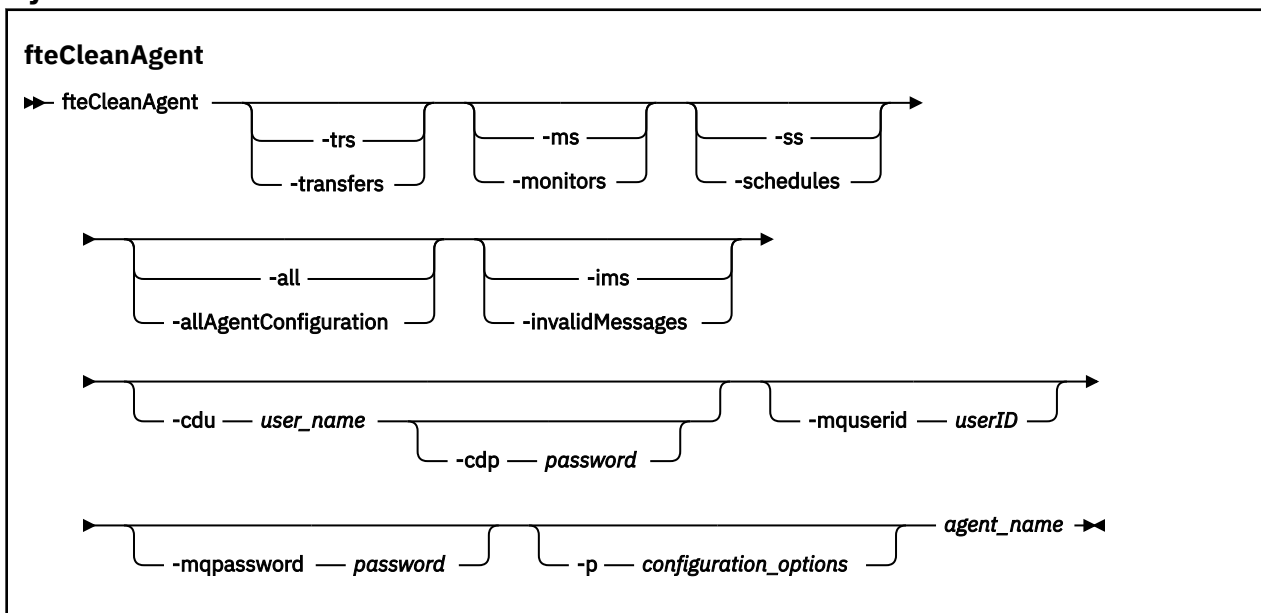 fteCleanAgent
fteCleanAgent
-trs -ms -ss
-transfers -monitors -schedules
-all -ims
-allAgentConfiguration -invalidMessages
-cdu user_name -mquserid userID
-cdp password
agent_name
-mqpassword password -p configuration_options